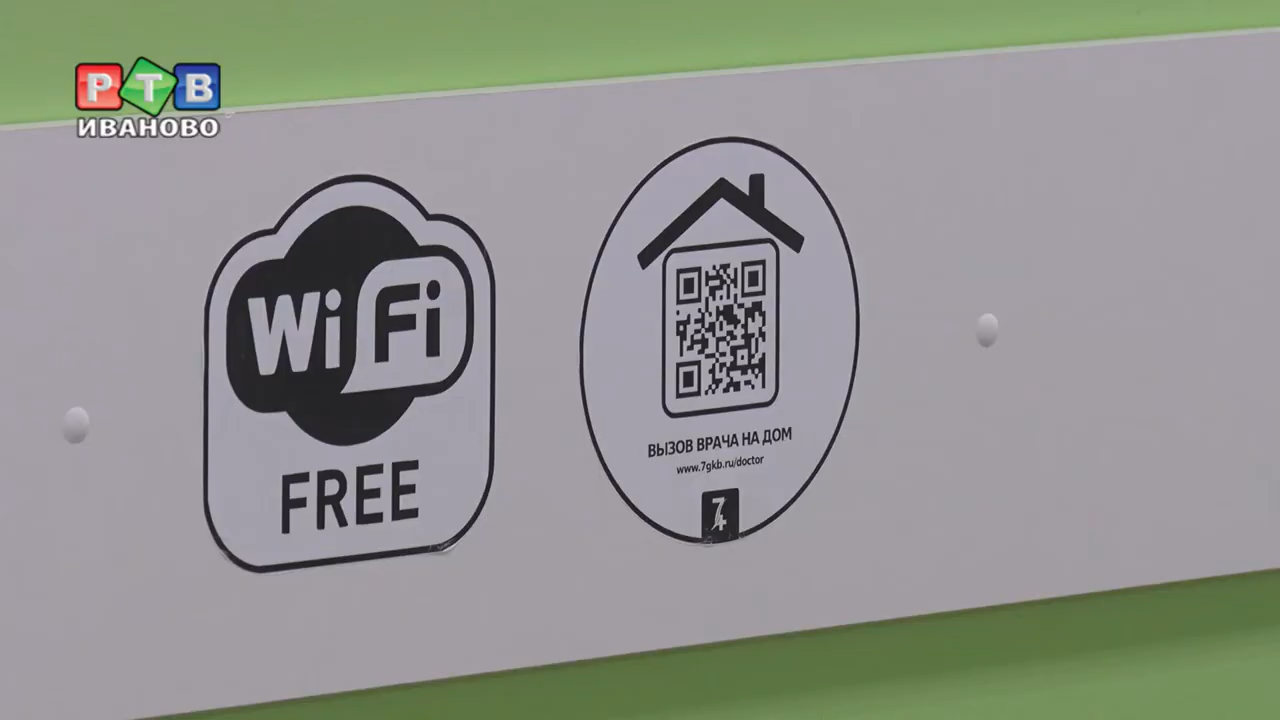 РТВ
ИВАНОВО
WiFi
FREE
ВЫЗОВ ВРАЧА НА ДОМ
www.7gkb.ru/doctor
7